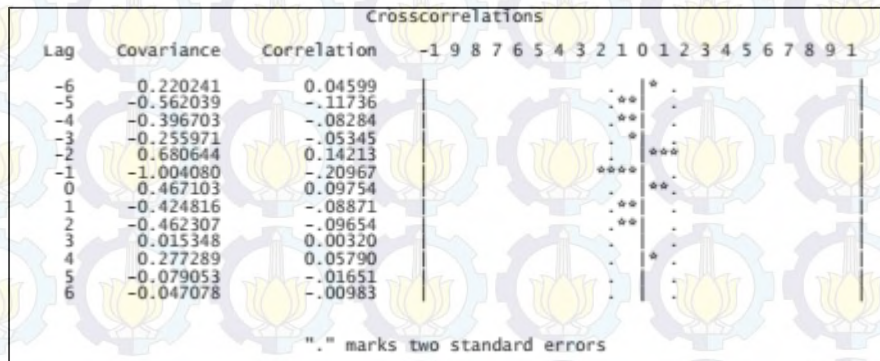 Crosscorrelations
Lag Covariance Correlation -1 9 8 7 6 5 4 3 2 1 0 1 2 3 4 5 6 7 8 9 1
-6 0.220241 0.04599 | . |* . |
-5 -0.562039 -.11736 | .**| . |
-4 -0.396703 -.08284 | .**| . |
-3 -0.255971 -.05345 | . *| . |
-2 0.680644 0.14213 | . |*** |
-1 -1.004080 -.20967 | ****| . |
0 0.467103 0.09754 | . |**. |
1 -0.424816 -.08871 | .**| . |
2 -0.462307 -.09654 | .**| . |
3 0.015348 0.00320 | . | . |
4 0.277289 0.05790 | . |* . |
5 -0.079053 -.01651 | . | . |
6 -0.047078 -.00983 | . | . |
"." marks two standard errors